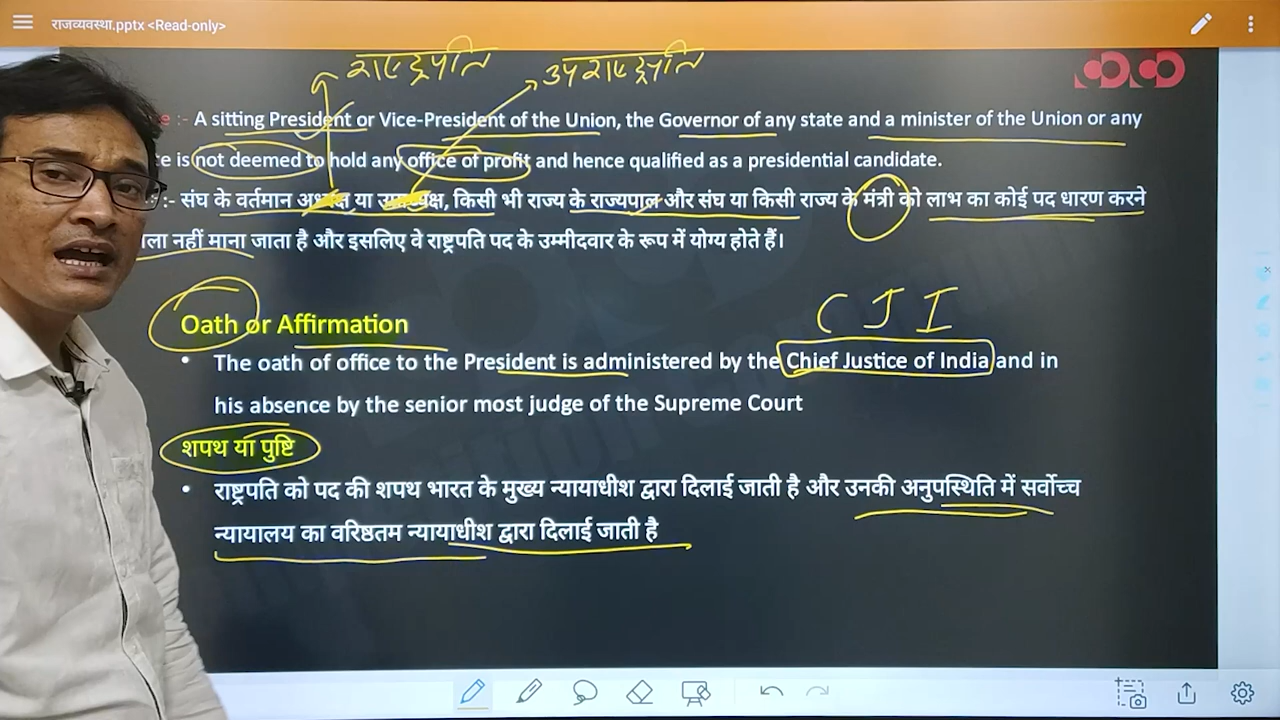 राजव्यवस्था.pptx <Read-only>
राष्ट्रपति उपराष्ट्रपति
:- A sitting President or Vice-President of the Union, the Governor of any state and a minister of the Union or any
is not deemed to hold any office of profit and hence qualified as a presidential candidate.
:- संघ के वर्तमान या किसी भी राज्य के राज्यपाल और संघ या किसी राज्य के मंत्री को लाभ का कोई पद धारण करने
नहीं माना जाता है और इसलिए वे राष्ट्रपति पद के उम्मीदवार के रूप में योग्य होते हैं।
CJI
Oath or Affirmation
• The oath of office to the President is administered by the Chief Justice of India and in
his absence by the senior most judge of the Supreme Court
शपथ या पुष्टि
• राष्ट्रपति को पद की शपथ भारत के मुख्य न्यायाधीश द्वारा दिलाई जाती है और उनकी अनुपस्थिति में सर्वोच्च
न्यायालय का वरिष्ठतम न्यायाधीश द्वारा दिलाई जाती है